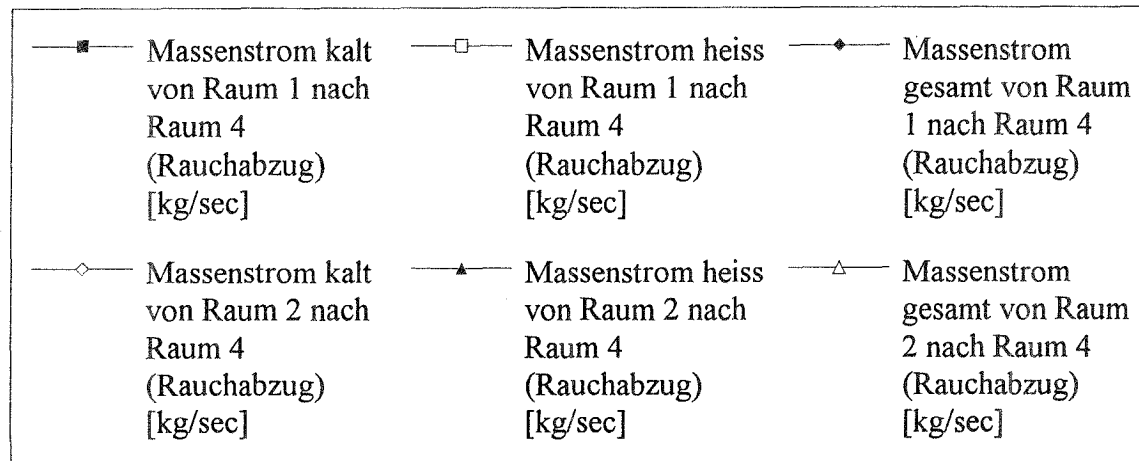 Massenstrom kalt
von Raum 1 nach
Raum 4
(Rauchabzug)
[kg/sec]
Massenstrom heiss
von Raum 1 nach
Raum 4
(Rauchabzug)
[kg/sec]
Massenstrom
gesamt von Raum
1 nach Raum 4
(Rauchabzug)
[kg/sec]
Massenstrom kalt
von Raum 2 nach
Raum 4
(Rauchabzug)
[kg/sec]
Massenstrom heiss
von Raum 2 nach
Raum 4
(Rauchabzug)
[kg/sec]
Massenstrom
gesamt von Raum
2 nach Raum 4
(Rauchabzug)
[kg/sec]